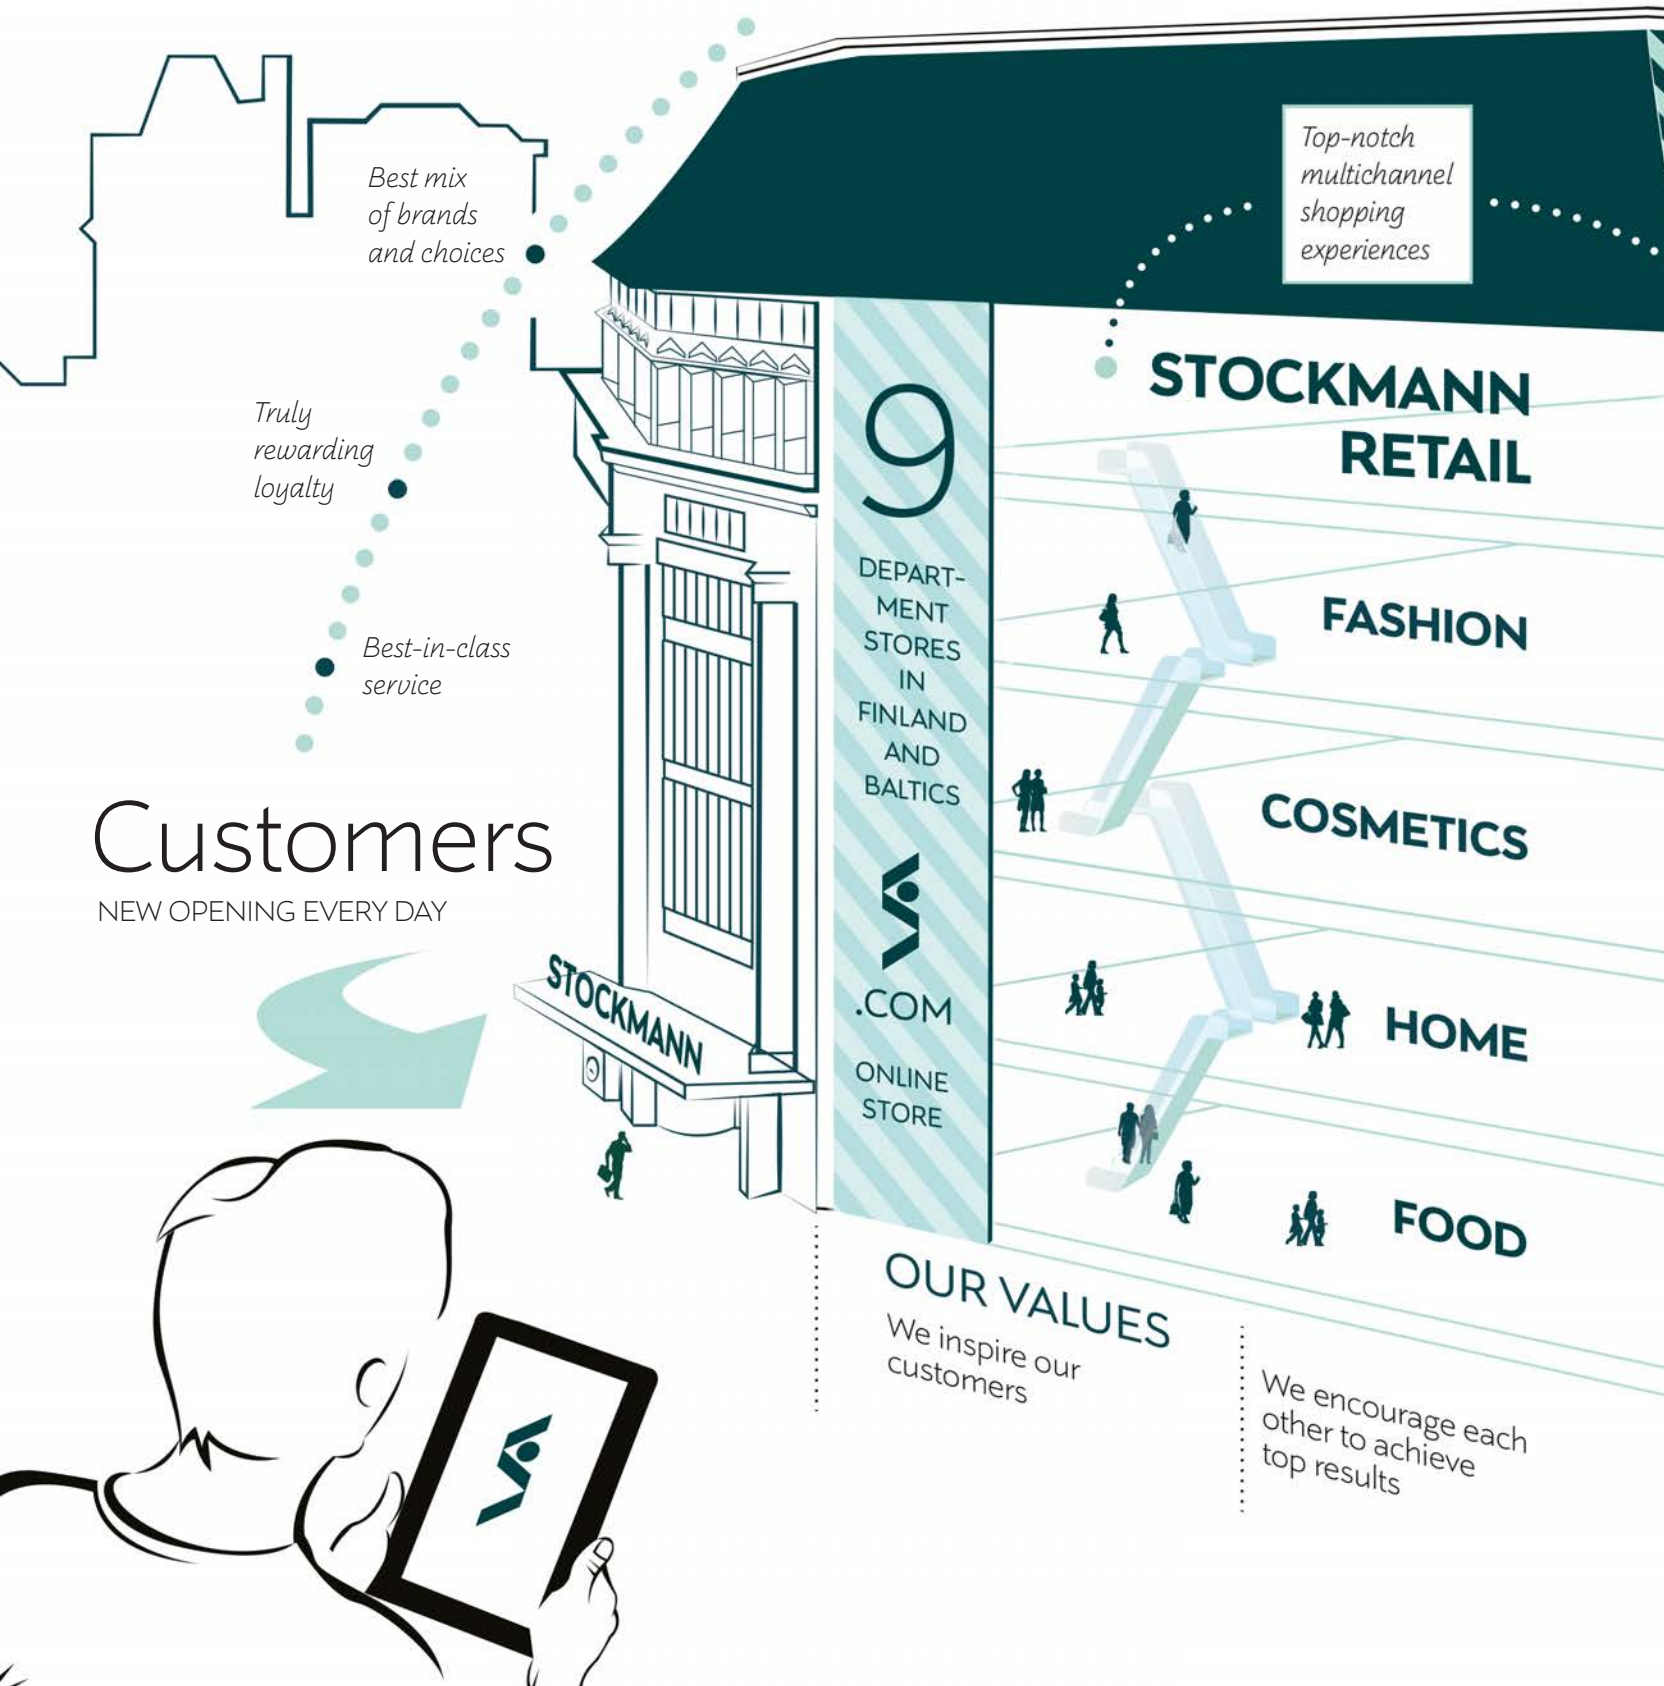 Best mix
of brands
and choices
Truly
rewarding
loyalty
Best-in-class
service
Customers
NEW OPENING EVERY DAY
STOCKMANN
9
DEPART-
MENT
STORES
IN
FINLAND
AND
BALTICS
.COM
ONLINE
STORE
Top-notch
multichannel
shopping
experiences
STOCKMANN
RETAIL
FASHION
COSMETICS
HOME
FOOD
OUR VALUES
We inspire our
customers
We encourage each
other to achieve
top results